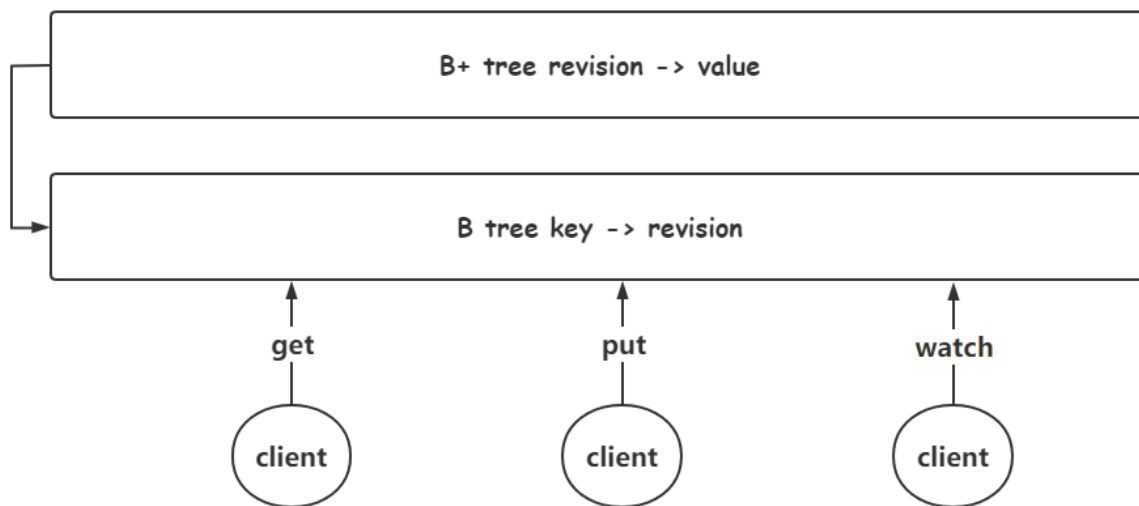 B+ tree revision -> value
B tree key -> revision
get
put
watch
client
client
client